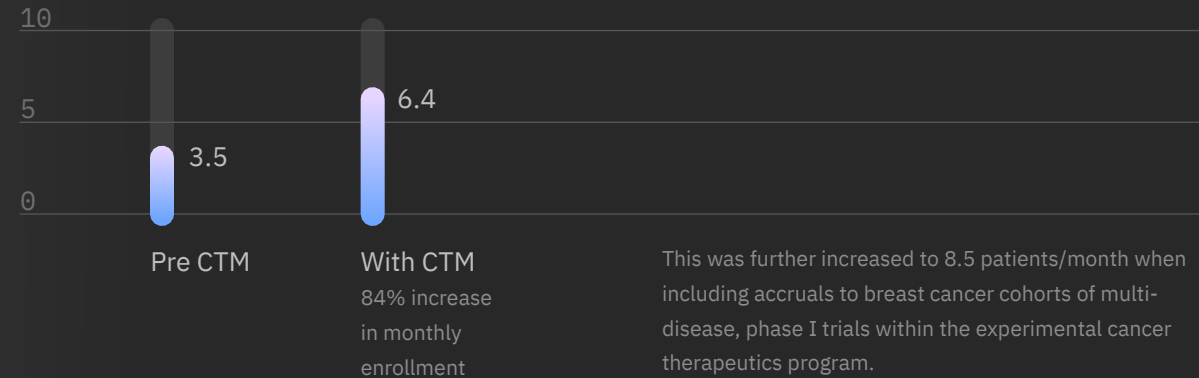 10
5
0
6.4
3.5
Pre CTM
With CTM
84% increase
in monthly
enrollment
This was further increased to 8.5 patients/month when
including accruals to breast cancer cohorts of multi-
disease, phase I trials within the experimental cancer
therapeutics program.